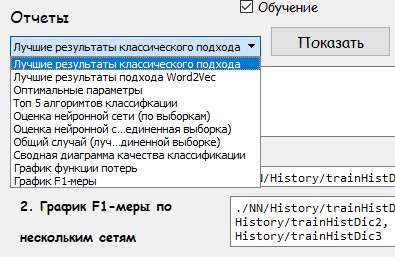 Обучение
Отчеты
Лучшие результаты классического подхода
Показать
Лучшие результаты классического подхода
Лучшие результаты подхода Word2Vec
Оптимальные параметры
Топ 5 алгоритмов классификации
Оценка нейронной сети (по выборкам)
Оценка нейронной с...единенная выборка)
Общий случай (луч...диненной выборке)
Сводная диаграмма качества классификации
График функции потерь
График F1-меры
N/History/trainHistD
2. График F1-меры по
нескольким сетям
./NN/History/trainHistD
History/trainHistDic2,
History/trainHistDic3